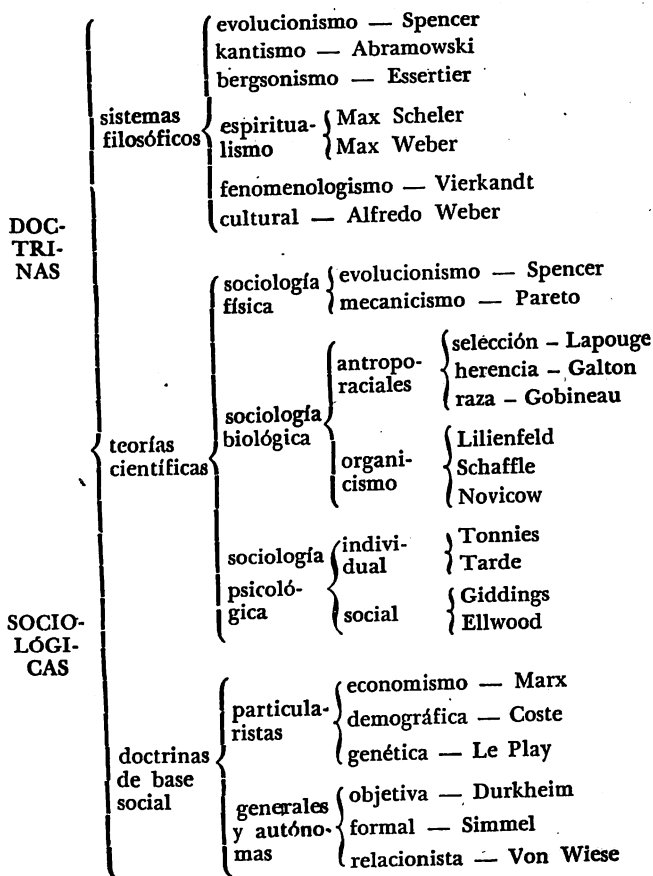 evolucionismo — Spencer
kantismo — Abramowski
bergsonismo — Essertier
sistemas
filosóficos
espiritua-
lismo
Max Scheler
Max Weber
fenomenologismo — Vierkandt
cultural — Alfredo Weber
DOC-
TRI-
NAS
sociología
física
evolucionismo — Spencer
mecanicismo — Pareto
antropo-
raciales
selección – Lapouge
herencia – Galton
raza – Gobineau
sociología
biológica
teorías
científicas
organi-
cismo
Lilienfeld
Schaffle
Novicow
sociología
psicoló-
gica
indivi-
dual
Tonnies
Tarde
social
Giddings
Ellwood
SOCIO-
LÓGI-
CAS
particula-
ristas
economismo — Marx
demográfica — Coste
genética — Le Play
doctrinas
de base
social
generales
y autóno-
mas
objetiva — Durkheim
formal — Simmel
relacionista — Von Wiese